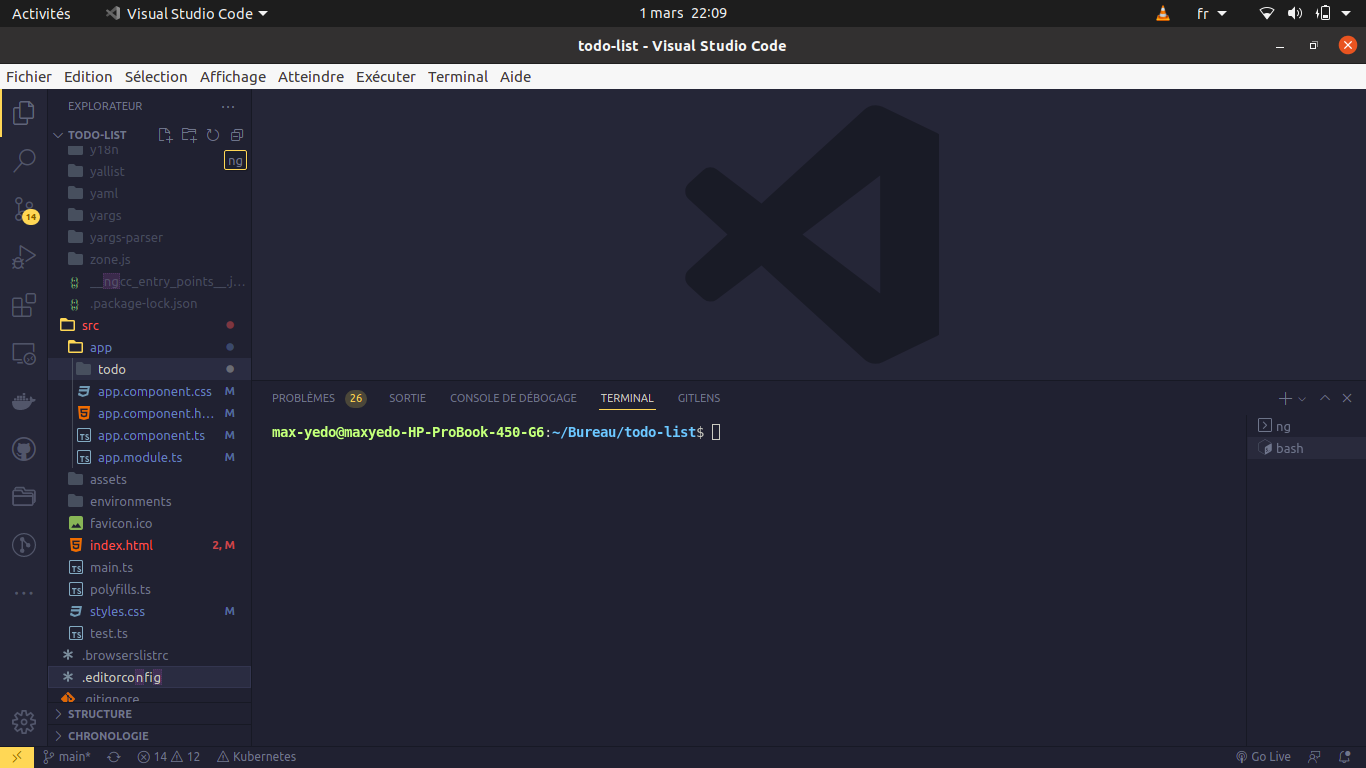 Activités Visual Studio Code 1 mars 22:09 fr
todo-list - Visual Studio Code
Fichier Edition Sélection Affichage Atteindre Exécuter Terminal Aide
EXPLORATEUR ...
TODO-LIST
y18n
ng
yallist
yaml
yargs
14
yargs-parser
zone.js
__ngcc_entry_points__.j...
.package-lock.json
src
app
todo
app.component.css M
app.component.h... M
app.component.ts M
app.module.ts M
assets
environments
favicon.ico
index.html 2, M
main.ts
polyfills.ts
styles.css M
test.ts
.browserslistrc
.editorconfig
.gitignore
STRUCTURE
CHRONOLOGIE
PROBLÈMES 26 SORTIE CONSOLE DE DÉBOGAGE TERMINAL GITLENS
max-yedo@maxyedo-HP-ProBook-450-G6:~/Bureau/todo-list$
ng
bash
main* 14 12 Kubernetes Go Live